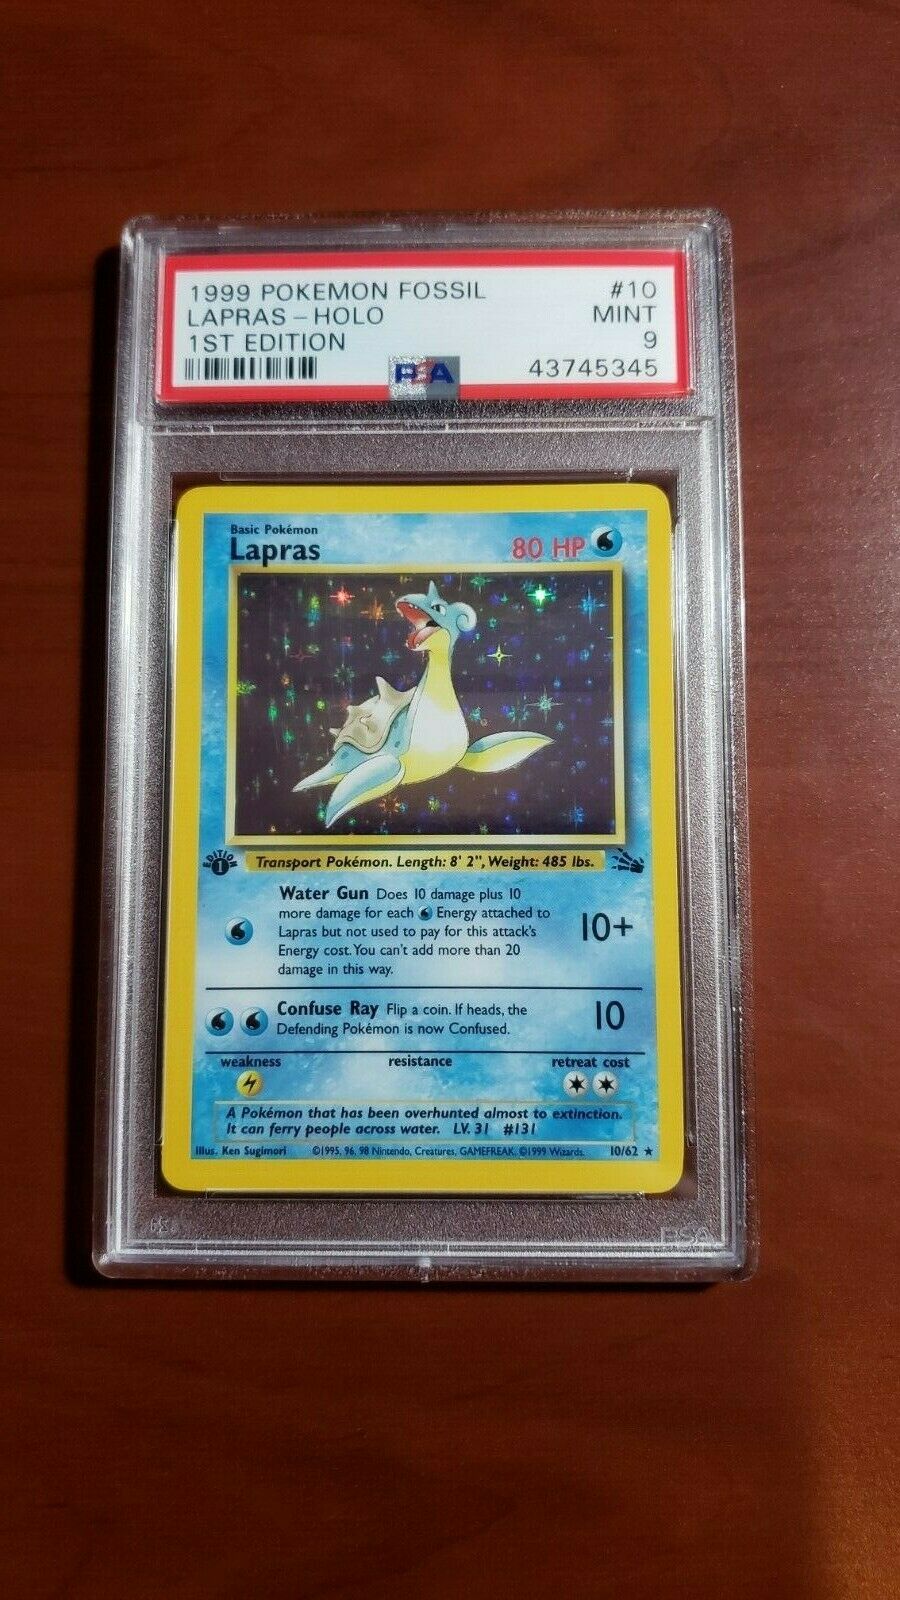 1999 POKEMON FOSSIL #10
LAPRAS - HOLO MINT
1ST EDITION 9
PSA 43745345
Basic Pokémon
Lapras 80 HP
EDITION
1
Transport Pokémon. Length: 8' 2", Weight: 485 lbs.
Water Gun Does 10 damage plus 10
more damage for each Energy attached to
Lapras but not used to pay for this attack's
Energy cost. You can't add more than 20
damage in this way.
10+
Confuse Ray Flip a coin. If heads, the
Defending Pokémon is now Confused.
10
weakness resistance retreat cost
A Pokémon that has been overhunted almost to extinction.
It can ferry people across water. LV. 31 #131
Illus. Ken Sugimori ©1995, 96, 98 Nintendo, Creatures, GAMEFREAK. ©1999 Wizards. 10/62 ★
PSA